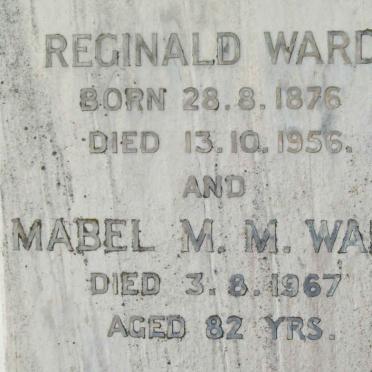 REGINALD WARD
BORN 28.8.1876
DIED 13.10.1956.
AND
MABEL M. M. WA
DIED 3.8.1967
AGED 82 YRS.